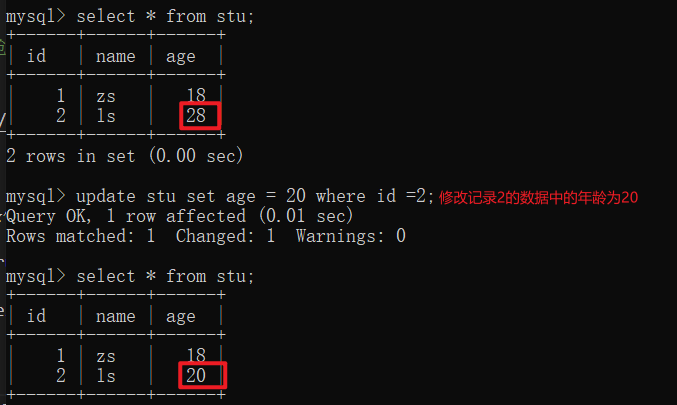 mysql> select * from stu;
+------+------+------+
| id   | name | age  |
+------+------+------+
|    1 | zs   |   18 |
|    2 | ls   |   28 |
+------+------+------+
2 rows in set (0.00 sec)
mysql> update stu set age = 20 where id =2; 修改记录2的数据中的年龄为20
Query OK, 1 row affected (0.01 sec)
Rows matched: 1  Changed: 1  Warnings: 0
mysql> select * from stu;
+------+------+------+
| id   | name | age  |
+------+------+------+
|    1 | zs   |   18 |
|    2 | ls   |   20 |
+------+------+------+